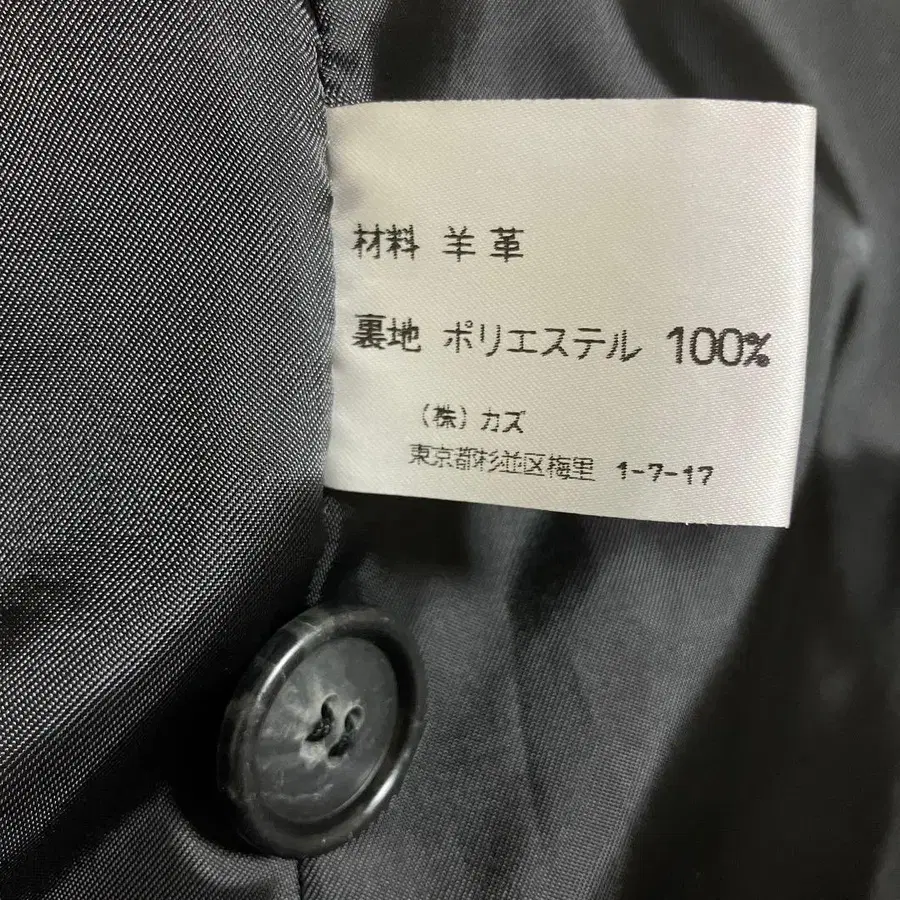 材料 羊革
裏地 ポリエステル 100%
(株) カズ
東京都杉並区梅里 1-7-17